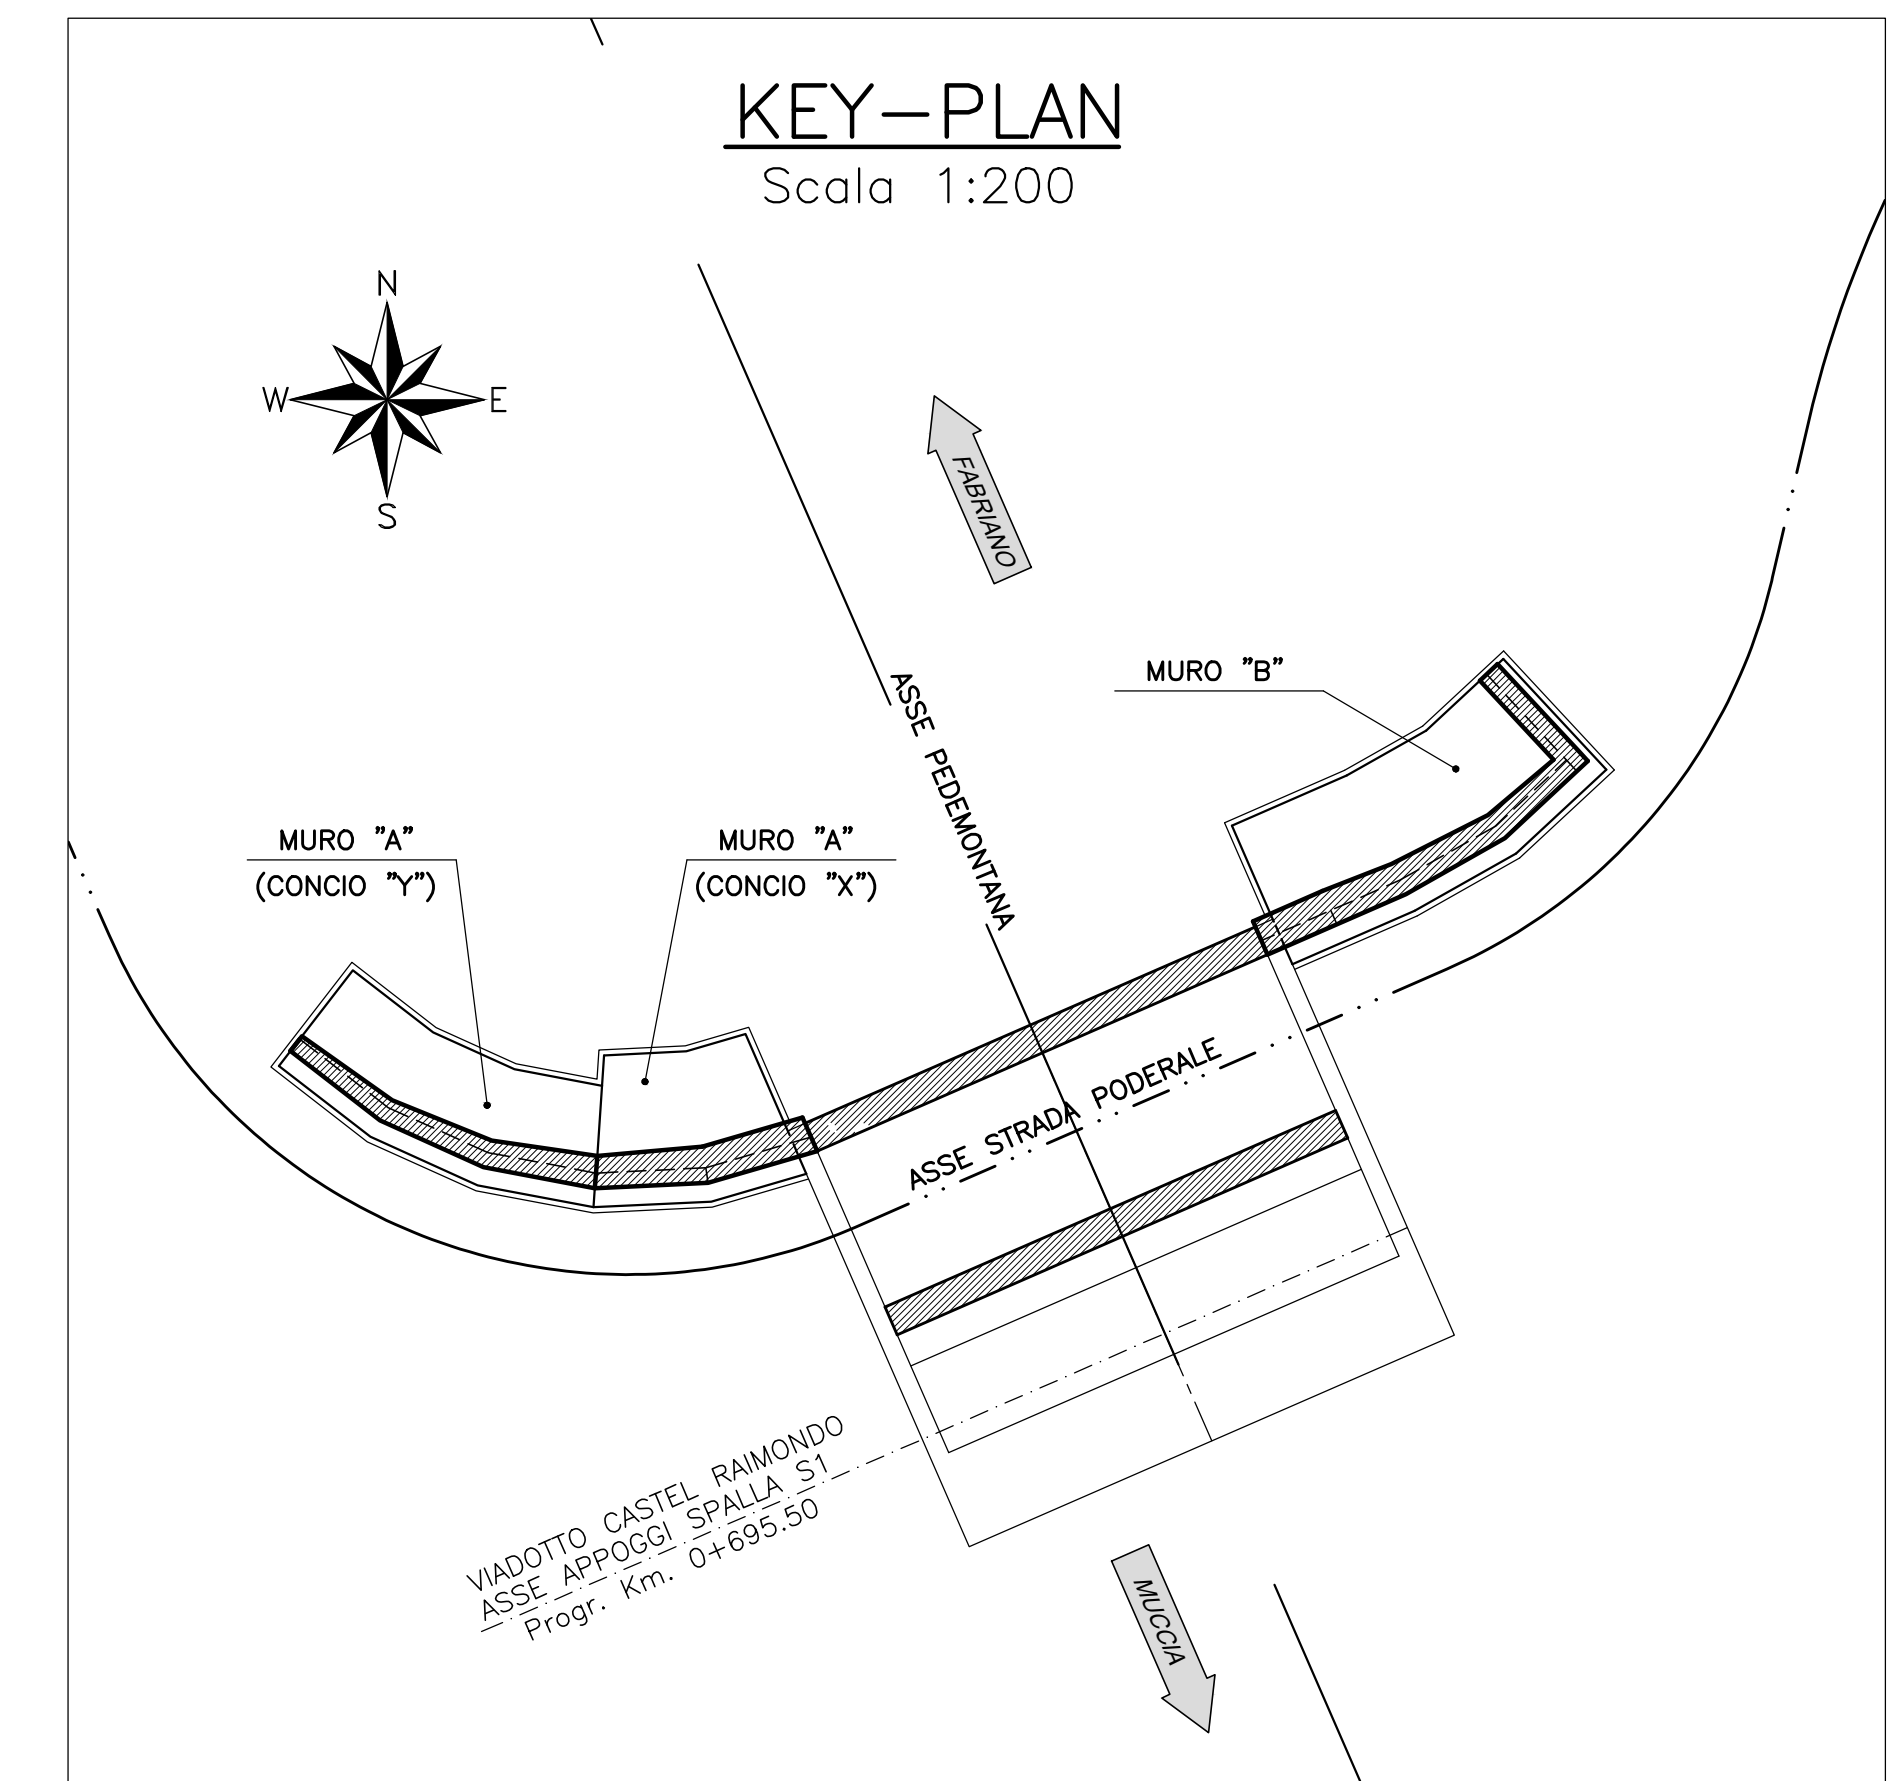 KEY-PLAN
Scala 1:200
N
W
E
S
FABRIANO
ASSE PEDEMONTANA
MURO "B"
MURO "A"
(CONCIO "Y")
MURO "A"
(CONCIO "X")
ASSE STRADA PODERALE
VIADOTTO CASTEL RAIMONDO
ASSE APPOGGI SPALLA S1
Progr. Km. 0+695.50
MUCCIA